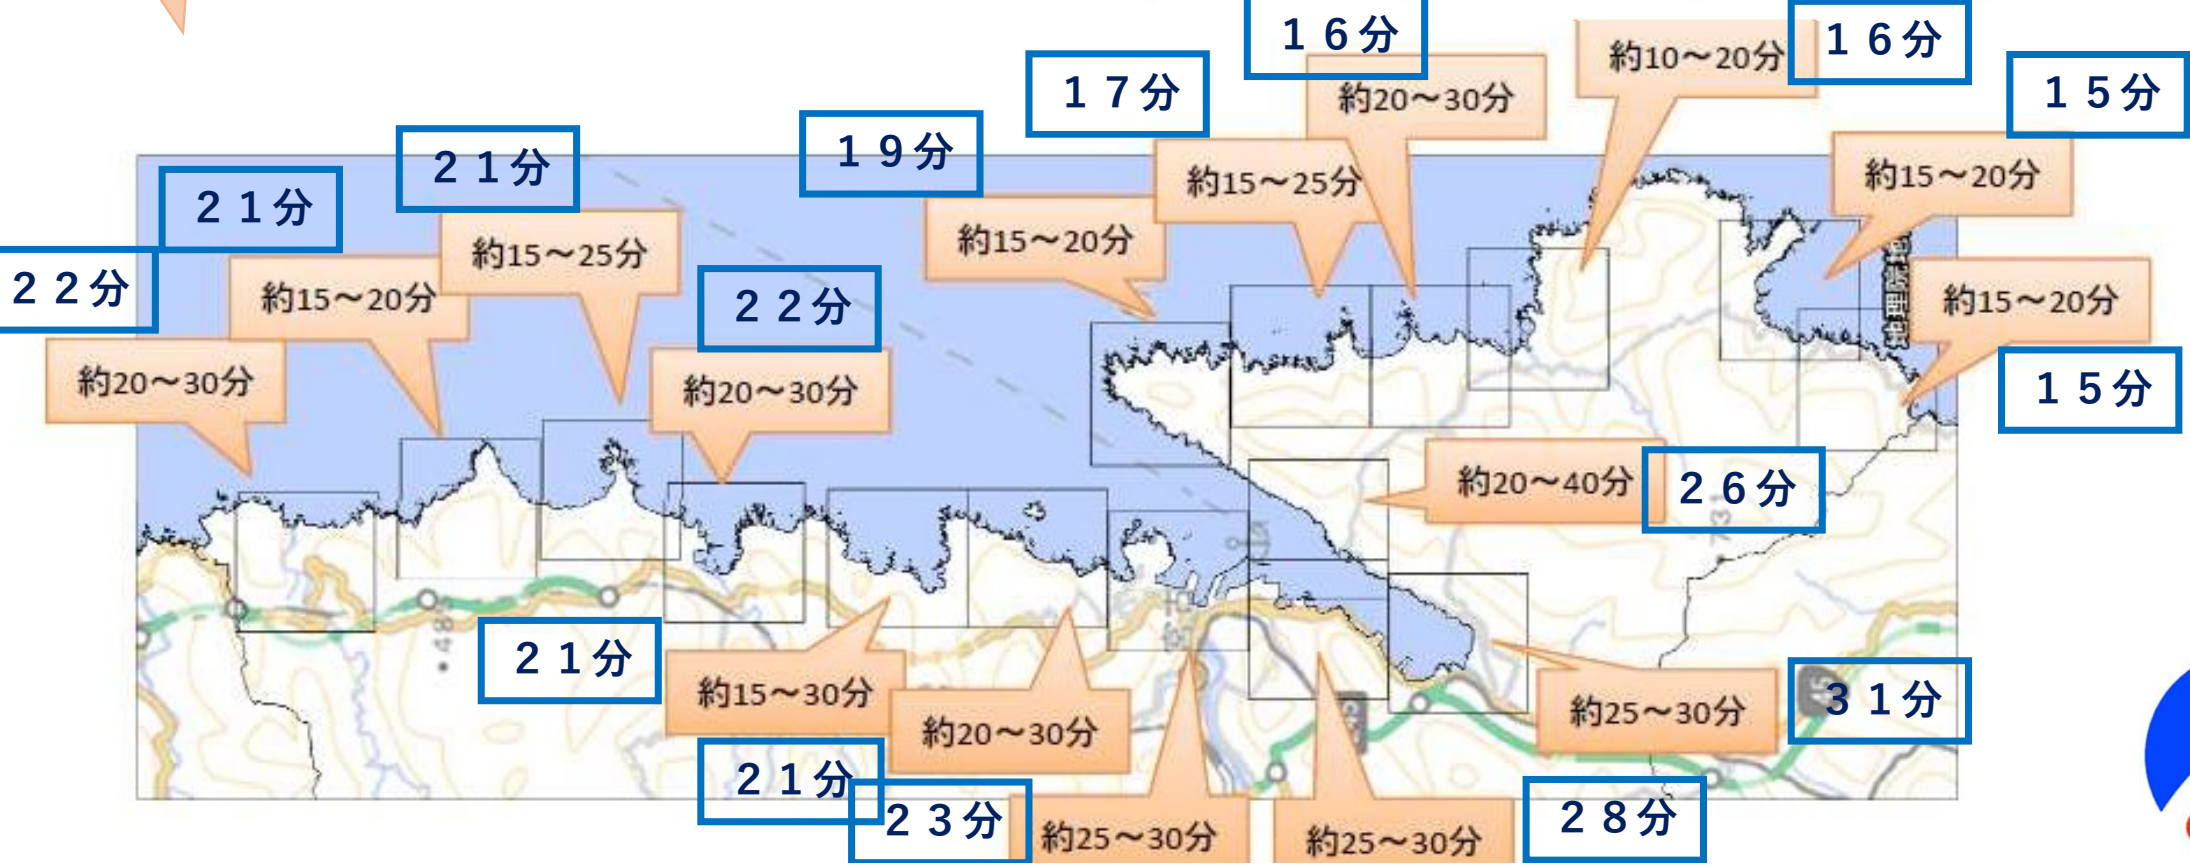 １６分
１６分
約10～20分
１７分
約20～30分
１５分
２１分
１９分
約15～25分
約15～20分
２１分
約15～25分
約15～20分
２２分
約15～20分
２２分
約15～20分
約20～30分
約20～30分
１５分
約20～40分
２６分
２１分
約15～30分
約20～30分
約25～30分
３１分
２１分
２３分
約25～30分
約25～30分
２８分